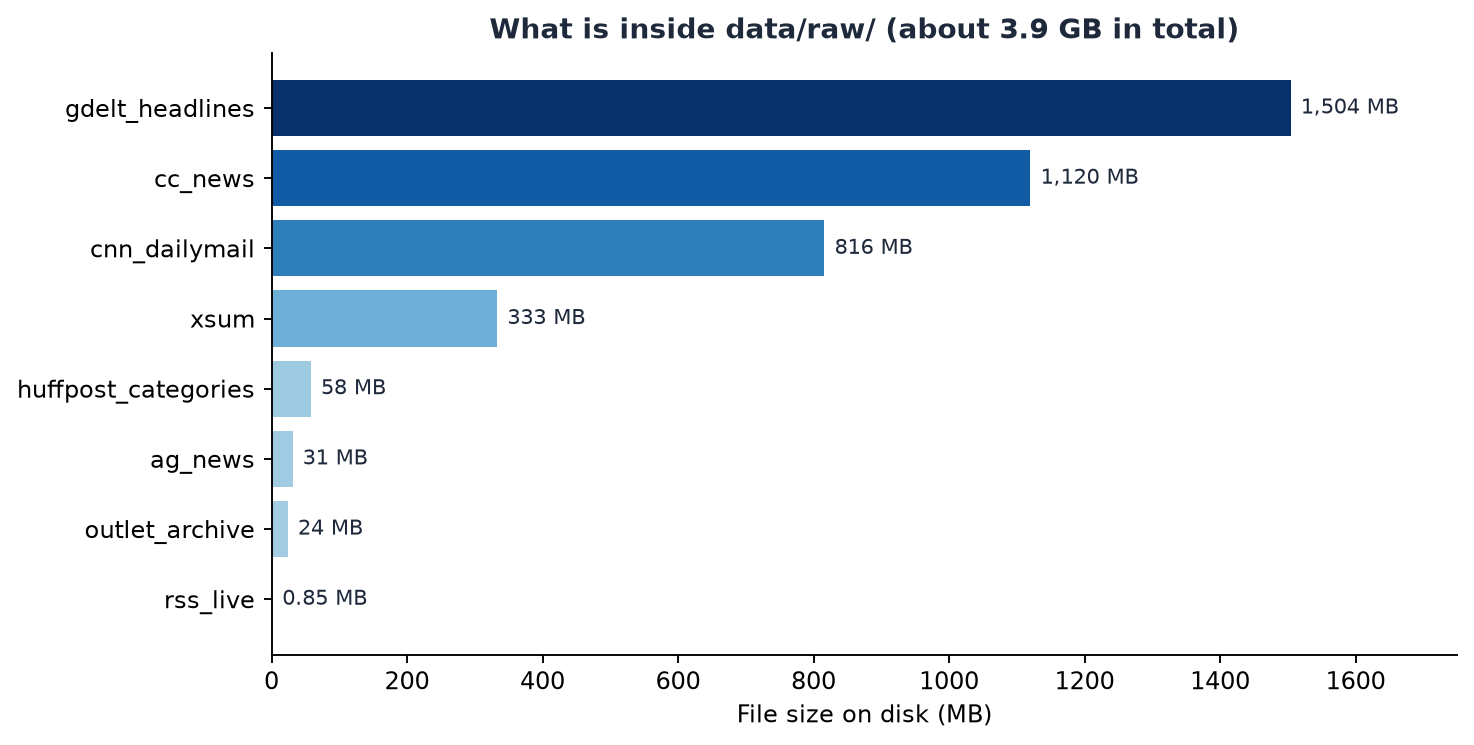 What is inside data/raw/ (about 3.9 GB in total)
gdelt_headlines 1,504 MB
cc_news 1,120 MB
cnn_dailymail 816 MB
xsum 333 MB
huffpost_categories 58 MB
ag_news 31 MB
outlet_archive 24 MB
rss_live 0.85 MB
0 200 400 600 800 1000 1200 1400 1600
File size on disk (MB)